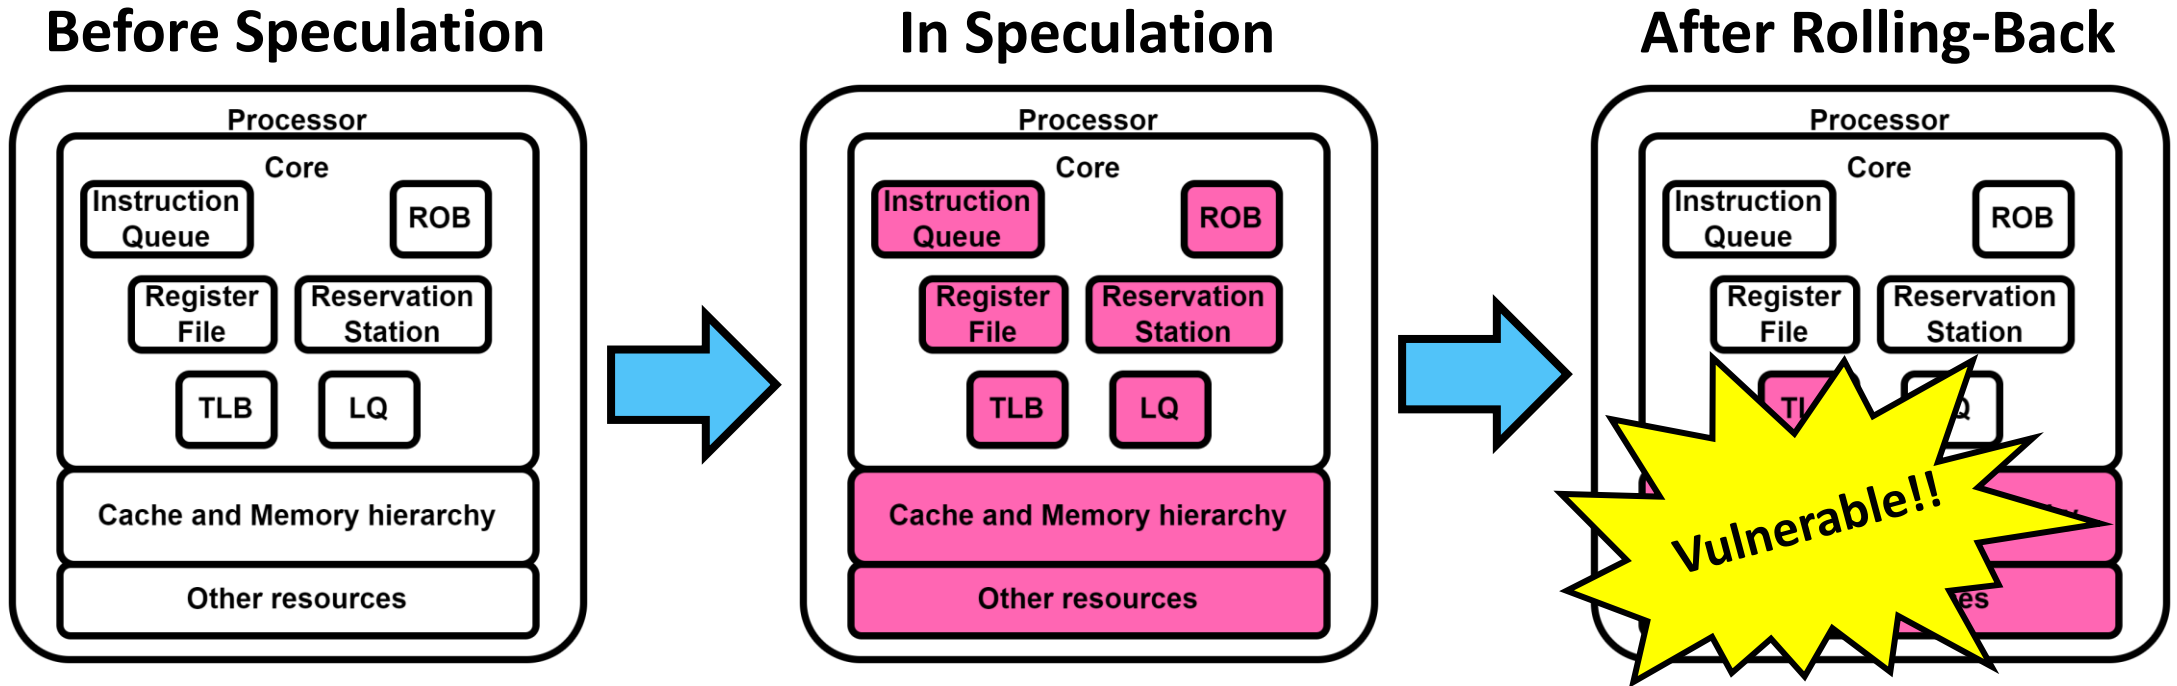 Before Speculation
Processor
Core
Instruction
Queue
ROB
Register
File
Reservation
Station
TLB
LQ
Cache and Memory hierarchy
Other resources
In Speculation
Processor
Core
Instruction
Queue
ROB
Register
File
Reservation
Station
TLB
LQ
Cache and Memory hierarchy
Other resources
After Rolling-Back
Processor
Core
Instruction
Queue
ROB
Register
File
Reservation
Station
Vulnerable!!